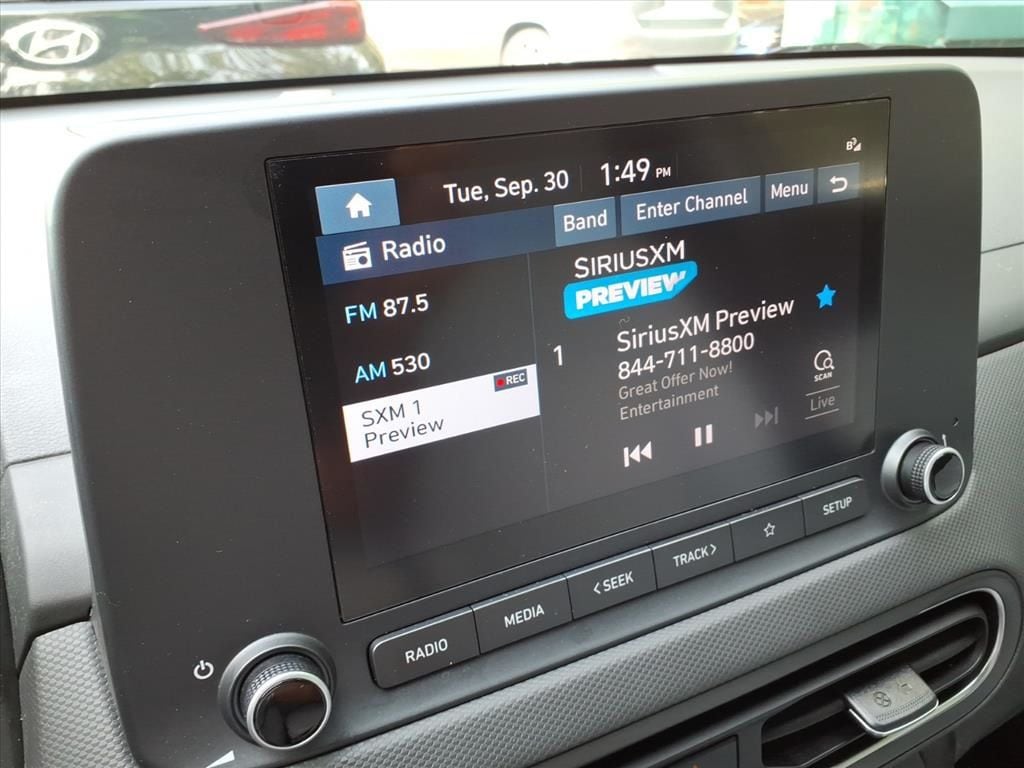 Tue, Sep. 30 1:49 PM
Radio
Band
Enter Channel
Menu
FM 87.5
AM 530
REC
SXM 1
Preview
SIRIUSXM
PREVIEW
1
SiriusXM Preview
844-711-8800
Great Offer Now!
Entertainment
SCAN
Live
RADIO
MEDIA
< SEEK
TRACK >
SETUP